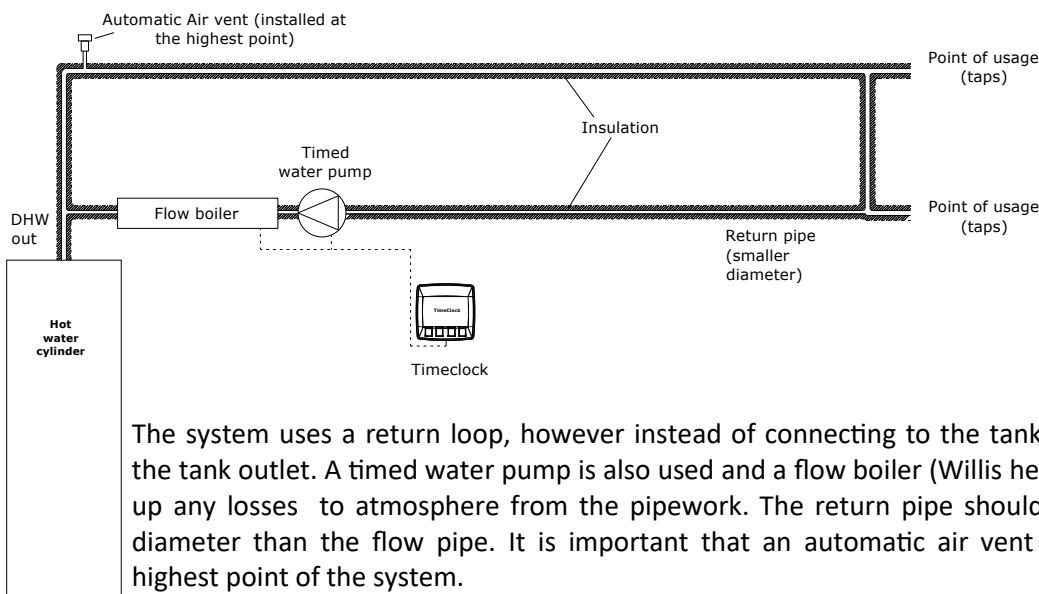 Automatic Air vent (installed at
the highest point)
Point of usage
(taps)
Insulation
Timed
water pump
DHW
out
Flow boiler
Point of usage
(taps)
Return pipe
(smaller
diameter)
TimeClock
Timeclock
Hot
water
cylinder
The system uses a return loop, however instead of connecting to the tank
the tank outlet. A timed water pump is also used and a flow boiler (Willis he
up any losses to atmosphere from the pipework. The return pipe should
diameter than the flow pipe. It is important that an automatic air vent
highest point of the system.